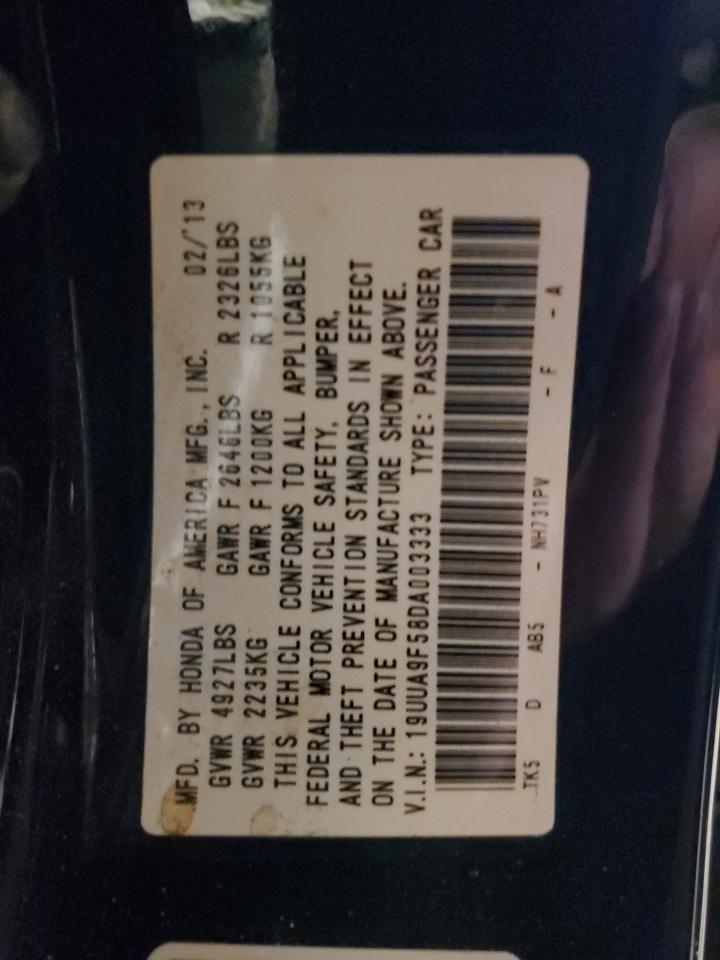 MFD. BY HONDA OF AMERICA MFG., INC. 02/'13
GVWR 4927LBS GAWR F 2646LBS R 2326LBS
GVWR 2235KG GAWR F 1200KG R 1055KG
THIS VEHICLE CONFORMS TO ALL APPLICABLE
FEDERAL MOTOR VEHICLE SAFETY, BUMPER,
AND THEFT PREVENTION STANDARDS IN EFFECT
ON THE DATE OF MANUFACTURE SHOWN ABOVE.
V.I.N.: 19UUA9F58DA003333 TYPE: PASSENGER CAR
TK5 D AB5 - NH731PV - F - A